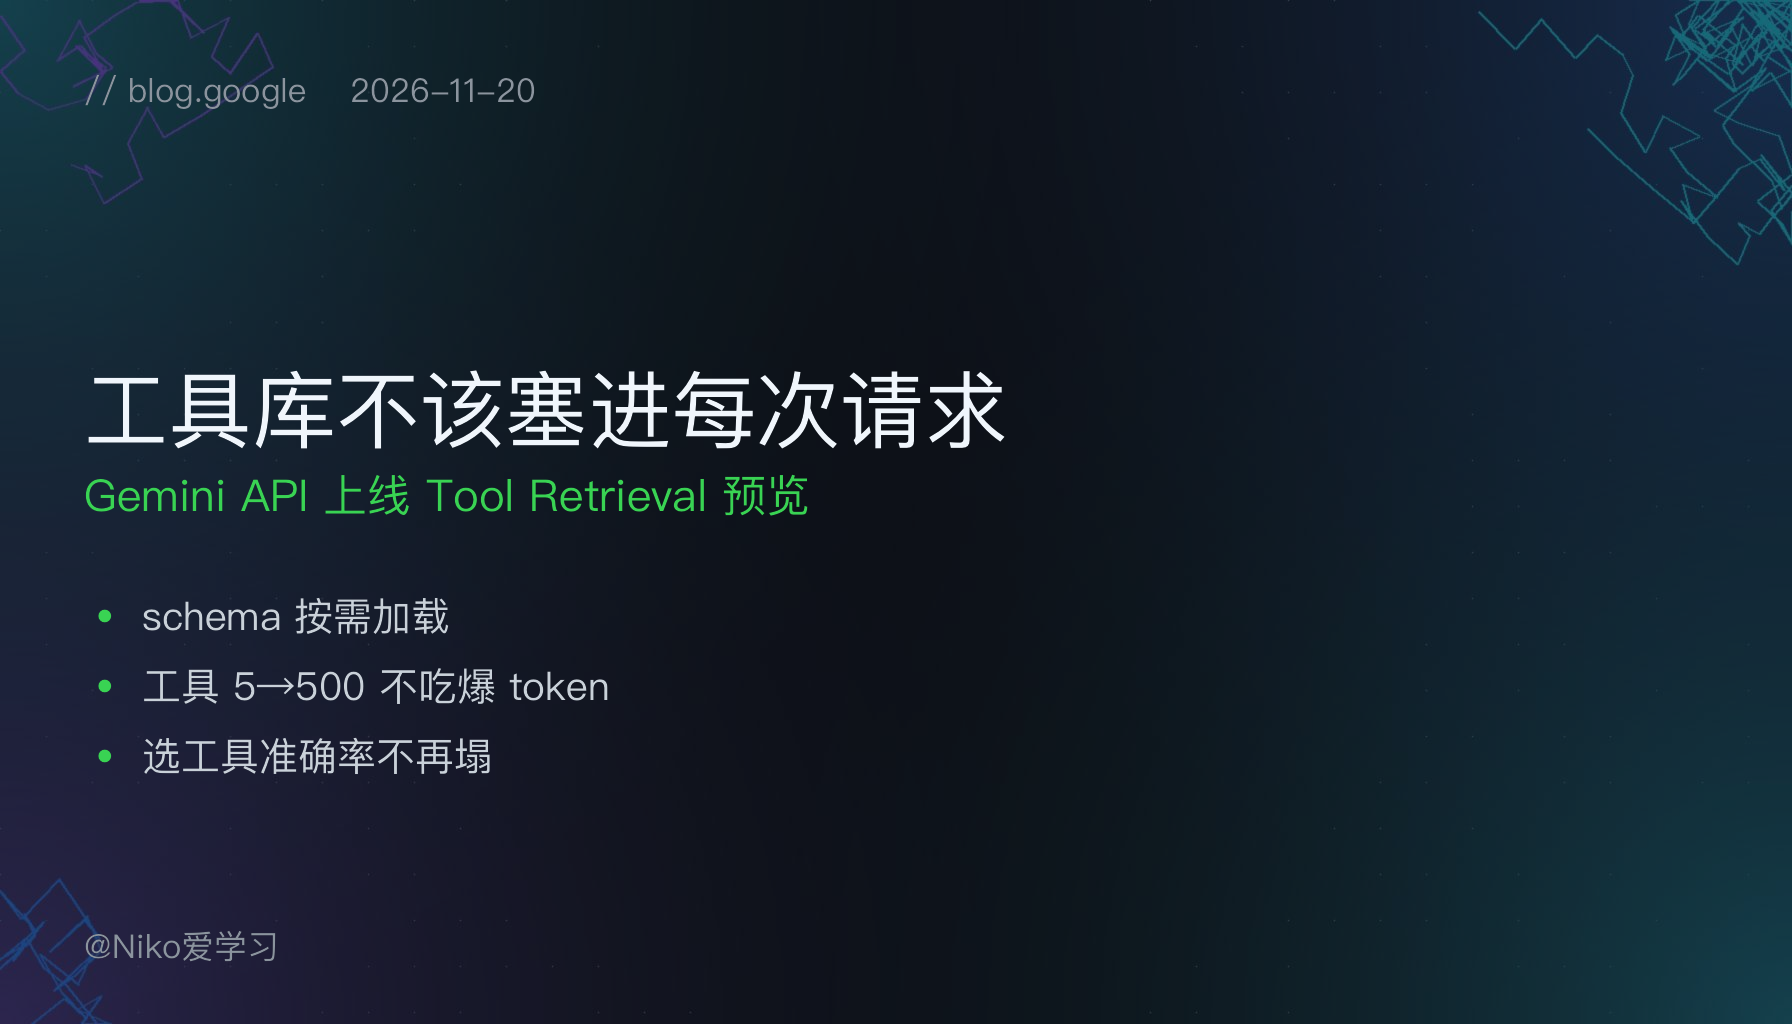 // blog.google 2026–11–20
工具库不该塞进每次请求
Gemini API 上线 Tool Retrieval 预览
• schema 按需加载
• 工具 5→500 不吃爆 token
• 选工具准确率不再塌
@Niko爱学习